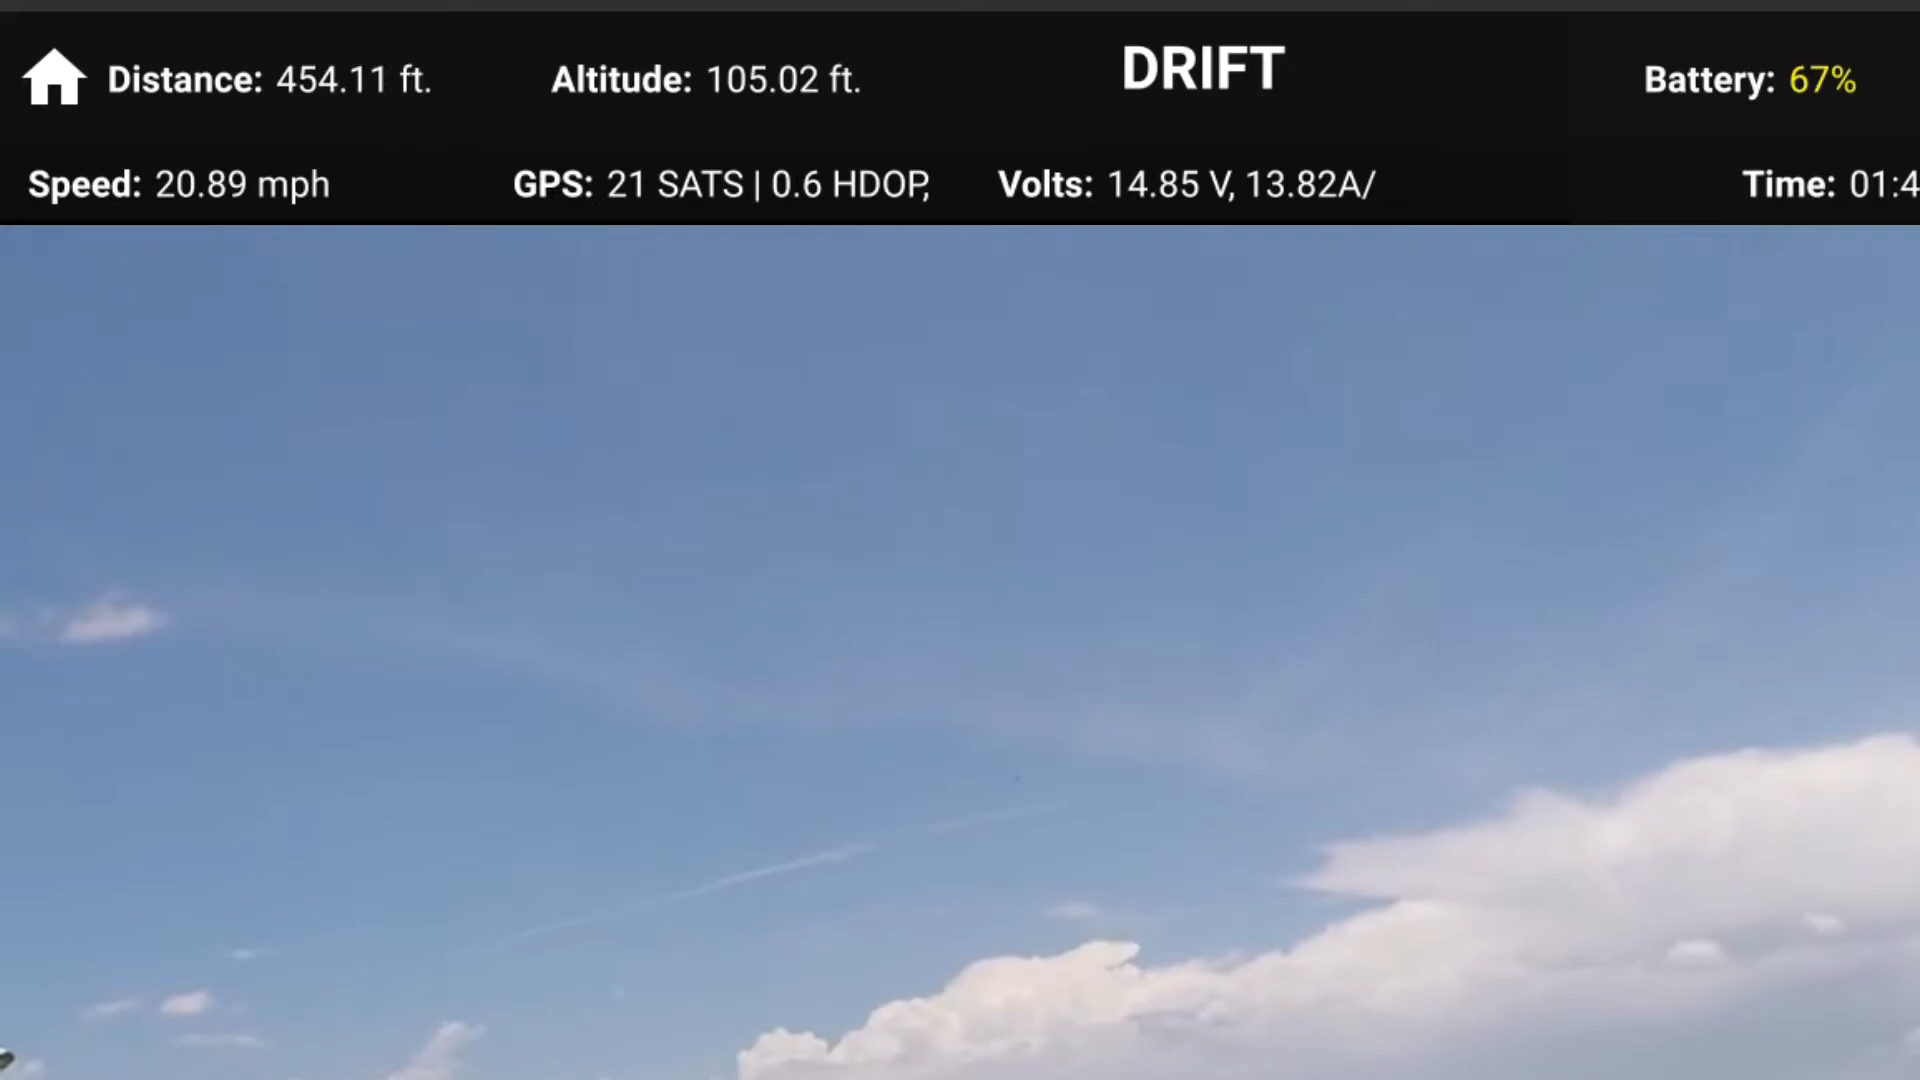 Distance: 454.11 ft. Altitude: 105.02 ft. DRIFT Battery: 67%
Speed: 20.89 mph GPS: 21 SATS | 0.6 HDOP, Volts: 14.85 V, 13.82A/ Time: 01:4